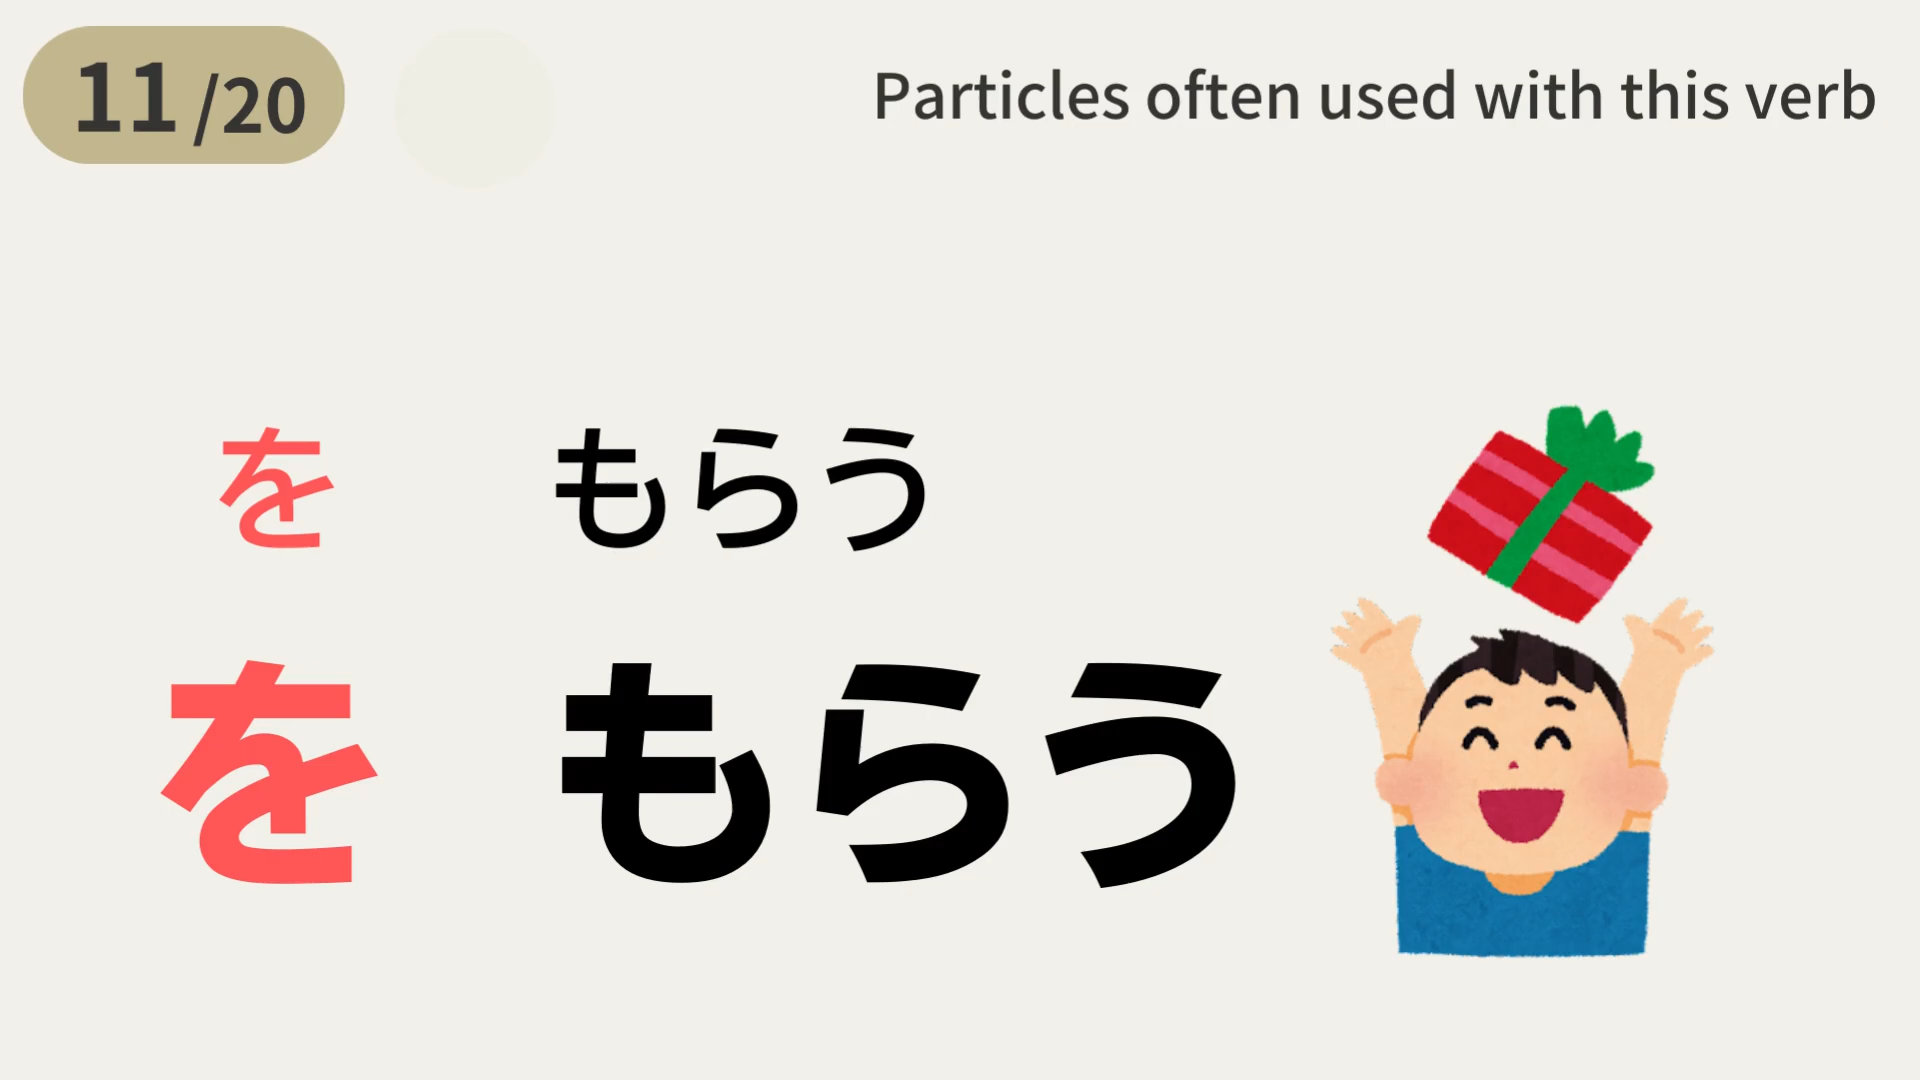 11/20
Particles often used with this verb
を もらう
を もらう